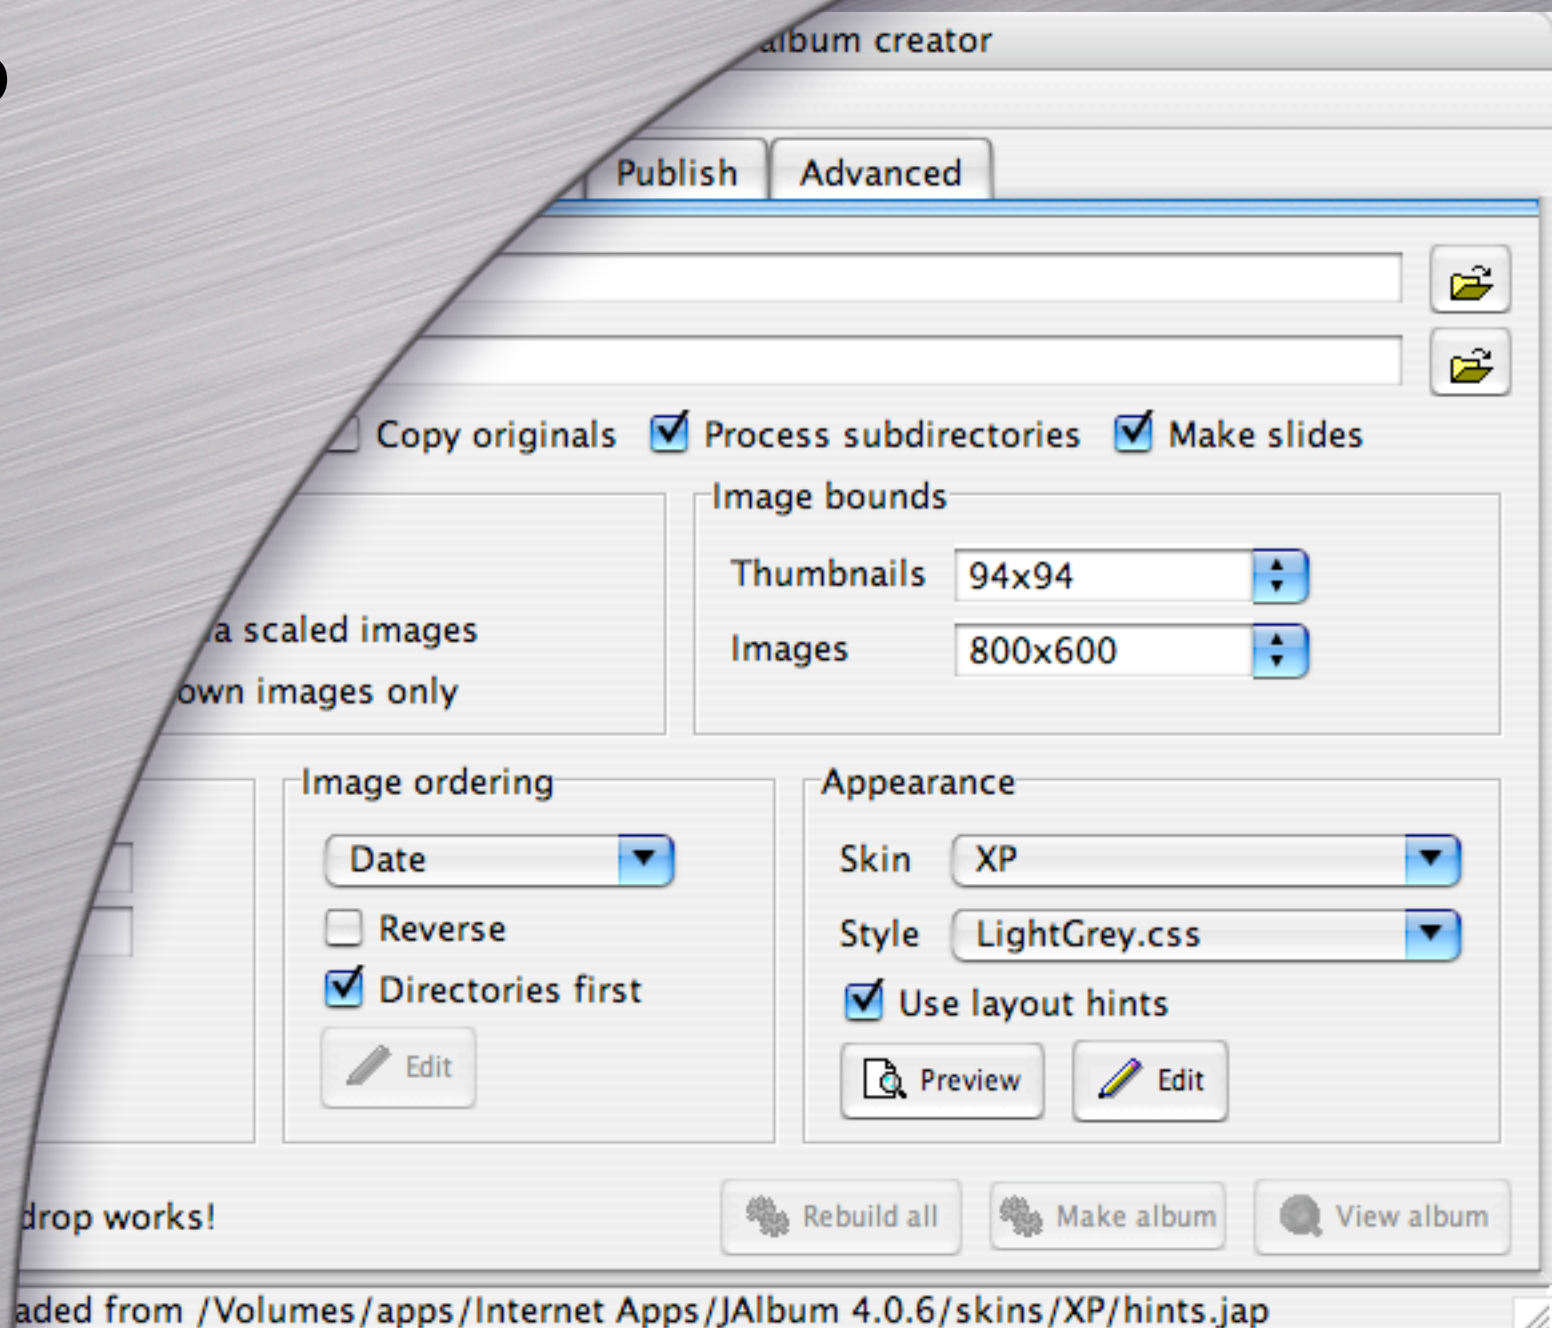 album creator
Publish Advanced
Copy originals Process subdirectories Make slides
Image bounds
Thumbnails 94x94
scaled images
Images 800x600
images only
Image ordering Appearance
Date Skin XP
Reverse
Style LightGrey.css
Directories first
Use layout hints
Edit Preview Edit
drop works! Rebuild all Make album View album
from /Volumes/apps/Internet Apps/JAlbum 4.0.6/skins/XP/hints.jap